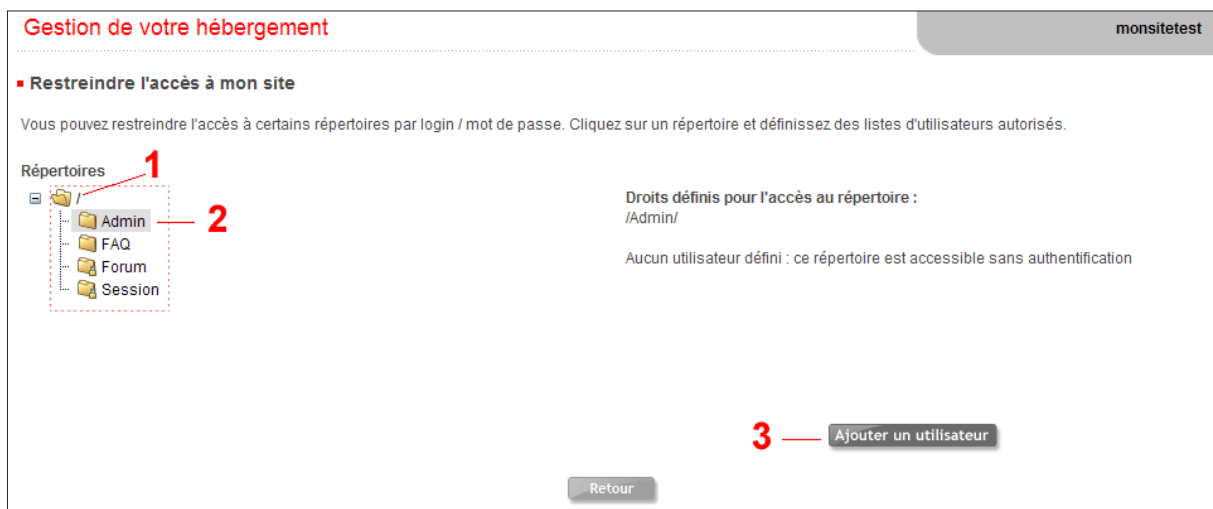 Gestion de votre hébergement
monsitetest
Restreindre l'accès à mon site
Vous pouvez restreindre l'accès à certains répertoires par login / mot de passe. Cliquez sur un répertoire et définissez des listes d'utilisateurs autorisés.
Répertoires
1
/
Admin
2
FAQ
Forum
Session
Droits définis pour l'accès au répertoire :
/Admin/
Aucun utilisateur défini : ce répertoire est accessible sans authentification
3
Ajouter un utilisateur
Retour